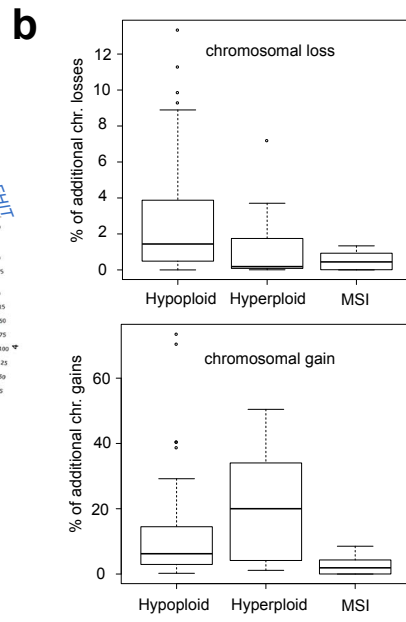 b
FHIT
chromosomal loss
% of additional chr. losses
12
10
8
6
4
2
0
Hypoploid Hyperploid MSI
chromosomal gain
% of additional chr. gains
60
40
20
0
Hypoploid Hyperploid MSI